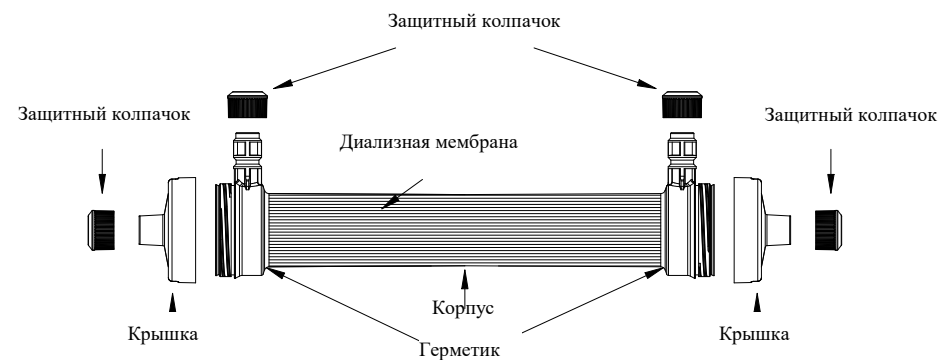 Защитный колпачок
Защитный колпачок
Защитный колпачок
Диализная мембрана
Корпус
Крышка
Крышка
Герметик